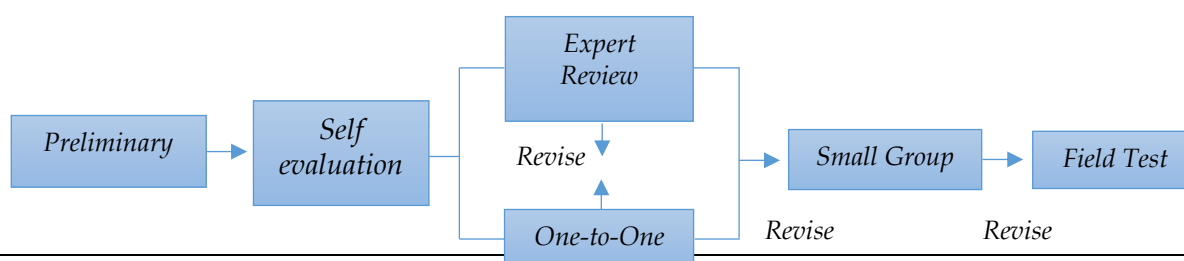 Preliminary
Self
evaluation
Expert
Review
Revise
One-to-One
Small Group
Revise
Field Test
Revise